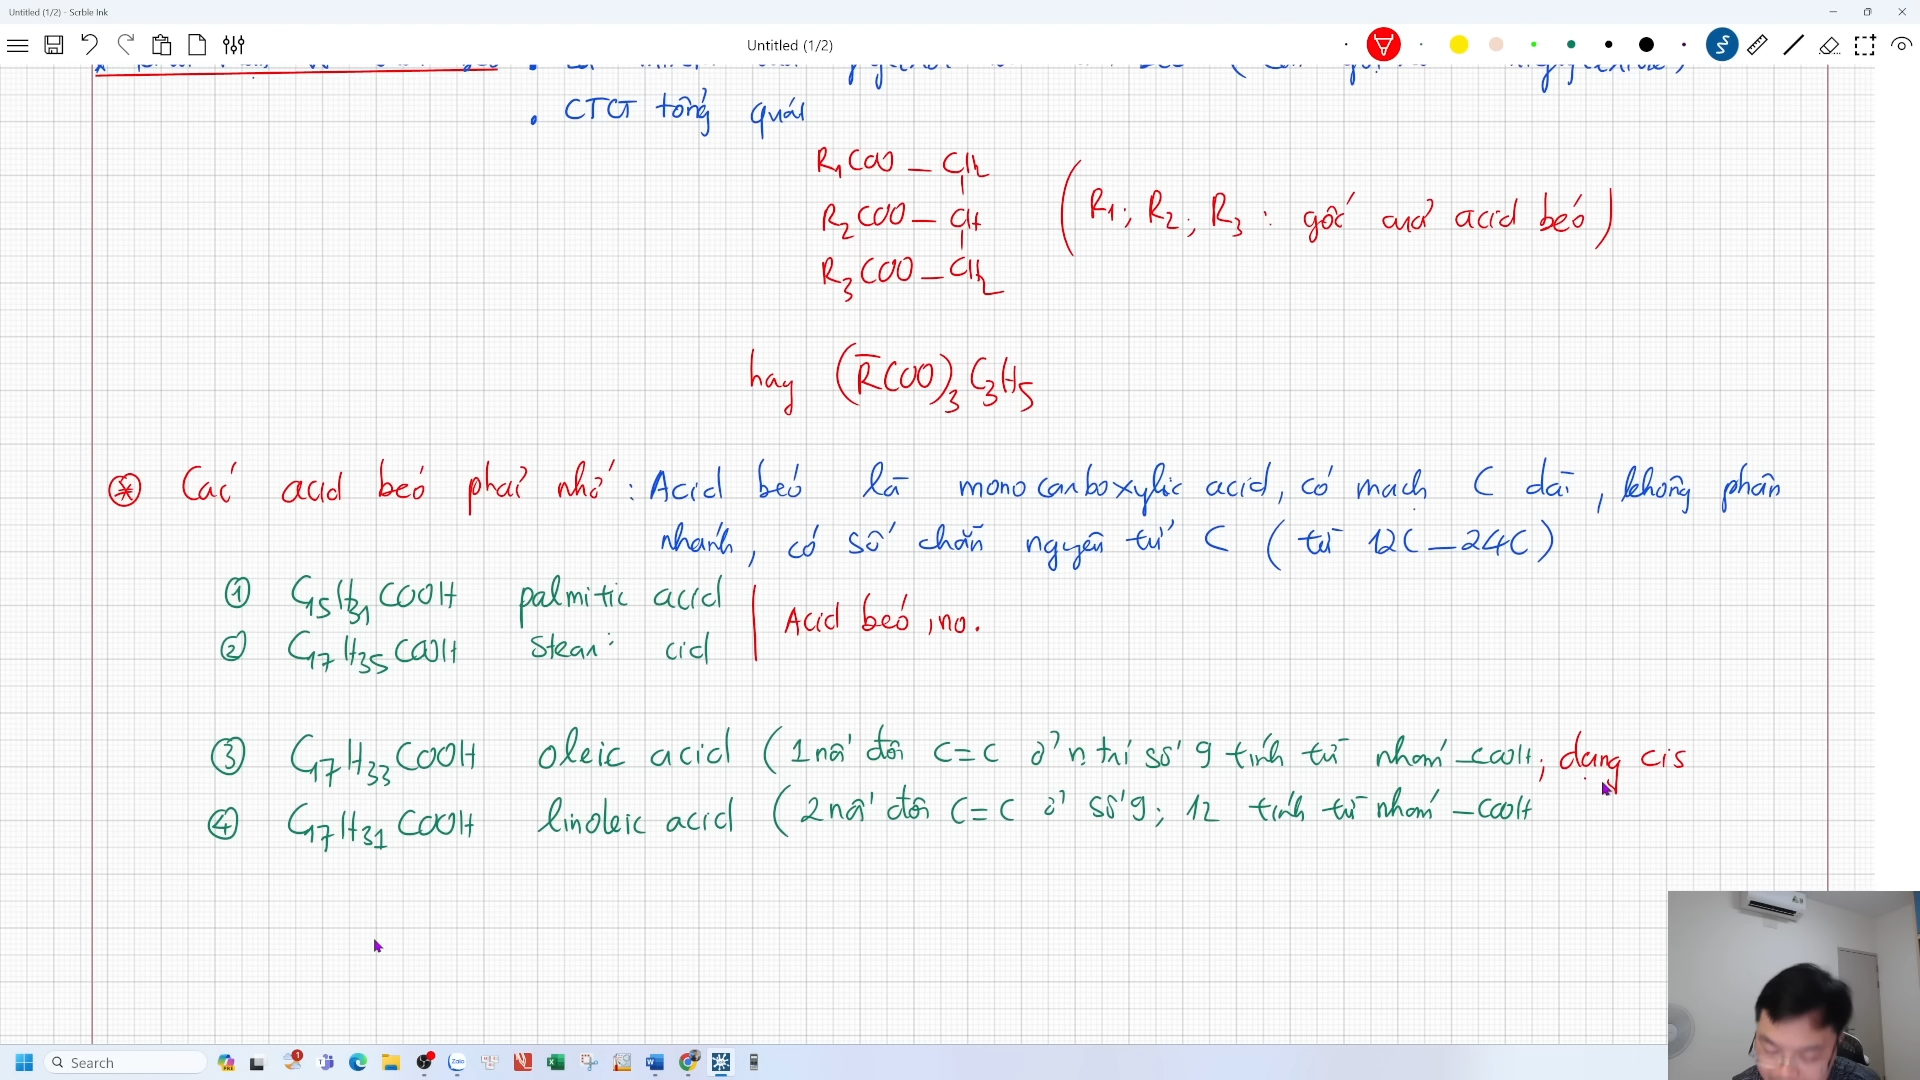 Untitled (1/2) - Scrble Ink
Untitled (1/2)
• CTCT tổng quát
R₁COO – CH₂
R₂COO – CH
R₃COO – CH₂
(R₁; R₂; R₃ : gốc của acid béo)
hay (R̅COO)₃C₃H₅
⊛ Các acid béo phải nhớ : Acid béo là monocarboxylic acid, có mạch C dài, không phân
nhánh, có số chẵn nguyên tử C (từ 12C – 24C)
① C₁₅H₃₁COOH palmitic acid
② C₁₇H₃₅COOH
Acid béo, no.
③ C₁₇H₃₃COOH oleic acid (1 nối đôi C=C ở vị trí số 9 tính từ nhóm –COOH; dạng cis
④ C₁₇H₃₁COOH linoleic acid (2 nối đôi C=C ở số 9; 12 tính từ nhóm –COOH
Search